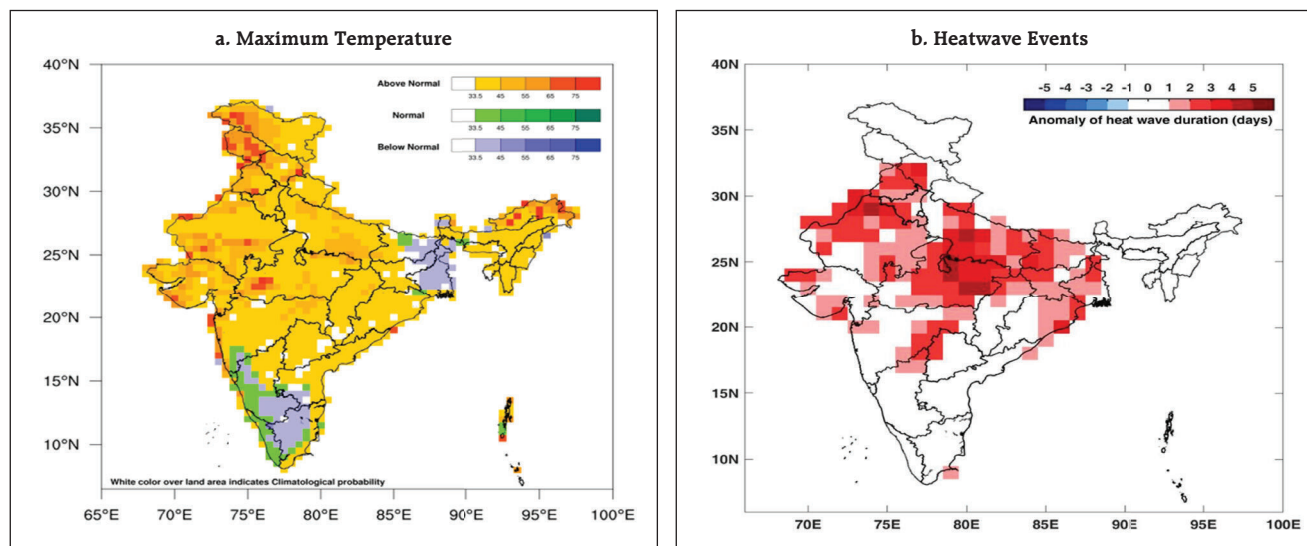 a. Maximum Temperature
40°N
35°N
30°N
25°N
20°N
15°N
10°N
Above Normal
33.5 45 55 65 75
Normal
33.5 45 55 65 75
Below Normal
33.5 45 55 65 75
White color over land area indicates Climatological probability
65°E 70°E 75°E 80°E 85°E 90°E 95°E 100°E
b. Heatwave Events
40N
35N
30N
25N
20N
15N
10N
-5 -4 -3 -2 -1 0 1 2 3 4 5
Anomaly of heat wave duration (days)
70E 75E 80E 85E 90E 95E 100E